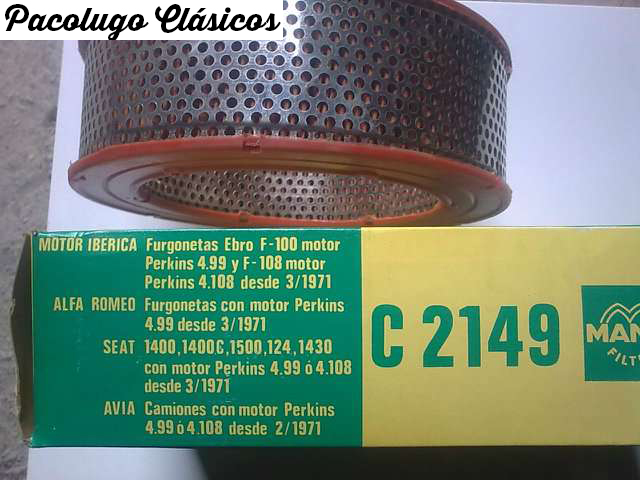 Pacolugo Clásicos
MOTOR IBERICA Furgonetas Ebro F-100 motor
Perkins 4.99 y F-108 motor
Perkins 4.108 desde 3/1971
ALFA ROMEO Furgonetas con motor Perkins
4.99 desde 3/1971
SEAT 1400,1400C,1500,124,1430
con motor Perkins 4.99 ó 4.108
desde 3/1971
AVIA Camiones con motor Perkins
4.99 ó 4.108 desde 2/1971
C 2149